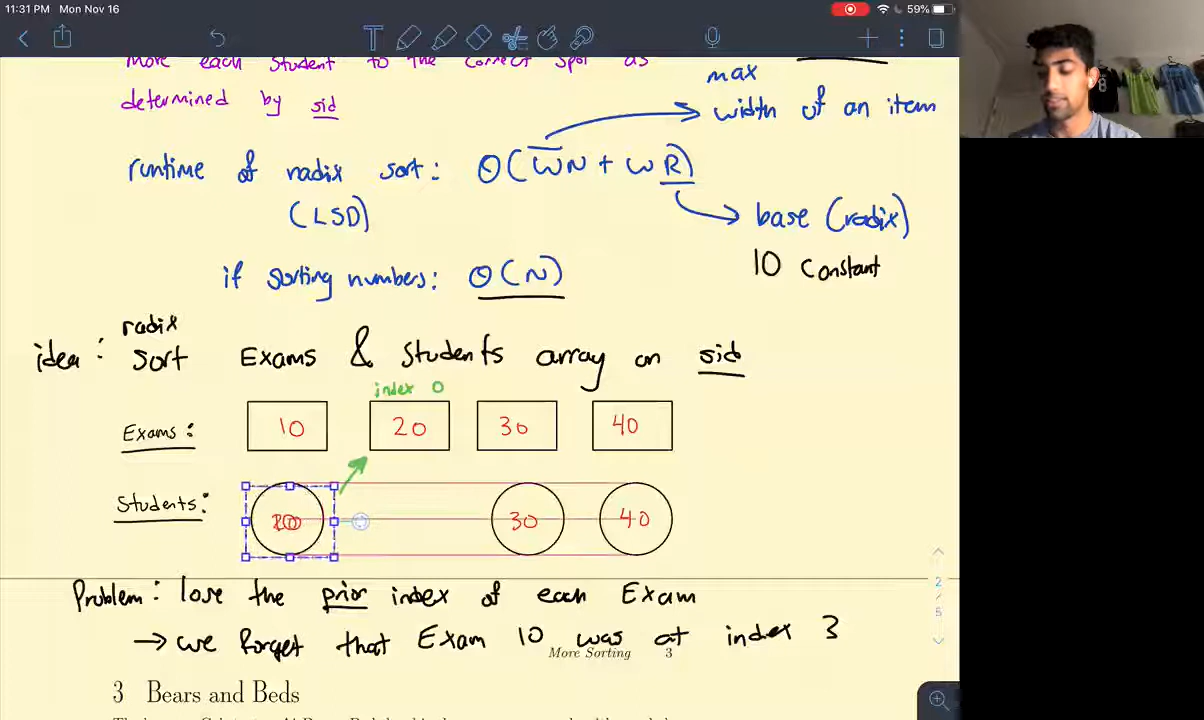 11:31 PM Mon Nov 16
59%
move each student to the correct spot as
determined by sid
max
width of an item
runtime of radix sort: Θ(WN + WR)
(LSD)
base (radix)
10 constant
if sorting numbers: Θ(N)
idea: radix sort Exams & Students array on sid
index 0
Exams: 10 20 30 40
Students: 30 40
Problem: lose the prior index of each Exam
→ we forget that Exam 10 was at index 3
More Sorting 3
2
5
3 Bears and Beds